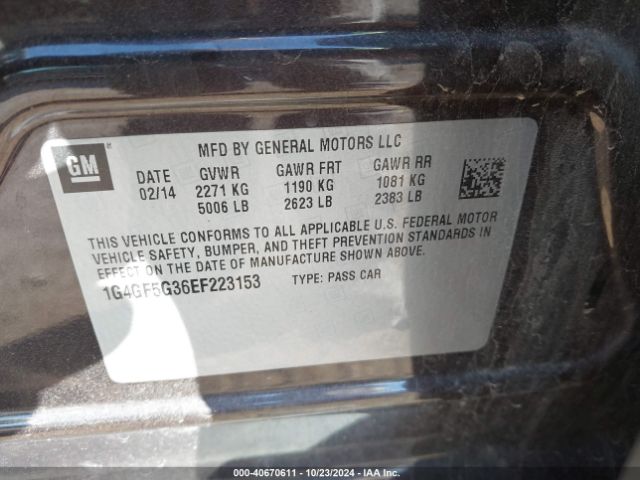 GM
MFD BY GENERAL MOTORS LLC
DATE GVWR GAWR FRT GAWR RR
02/14 2271 KG 1190 KG 1081 KG
5006 LB 2623 LB 2383 LB
THIS VEHICLE CONFORMS TO ALL APPLICABLE U.S. FEDERAL MOTOR
VEHICLE SAFETY, BUMPER, AND THEFT PREVENTION STANDARDS IN
EFFECT ON THE DATE OF MANUFACTURE SHOWN ABOVE.
1G4GF5G36EF223153 TYPE: PASS CAR
000-40670611 - 10/23/2024 - IAA Inc.